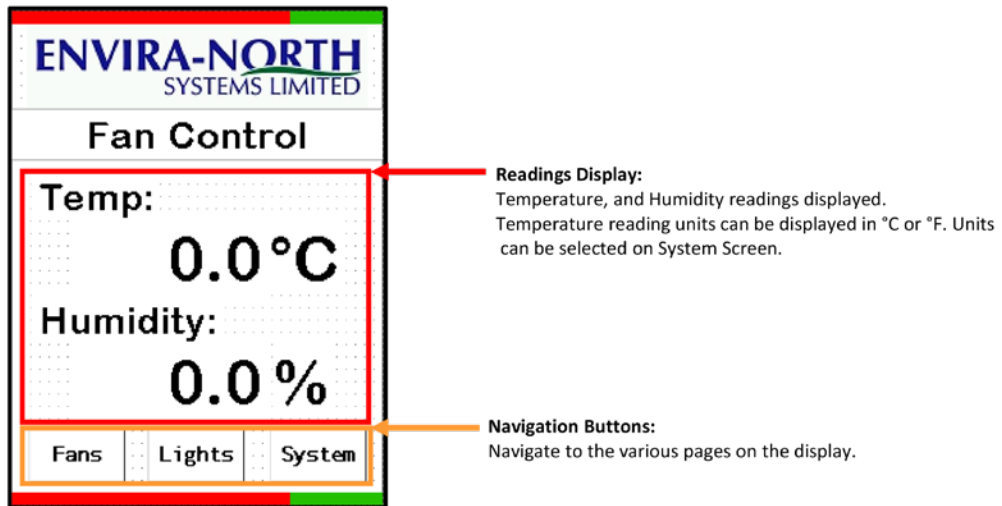 ENVIRA-NORTH
SYSTEMS LIMITED
Fan Control
Temp:
0.0 °C
Humidity:
0.0 %
Fans Lights System
Readings Display:
Temperature, and Humidity readings displayed.
Temperature reading units can be displayed in °C or °F. Units
can be selected on System Screen.
Navigation Buttons:
Navigate to the various pages on the display.